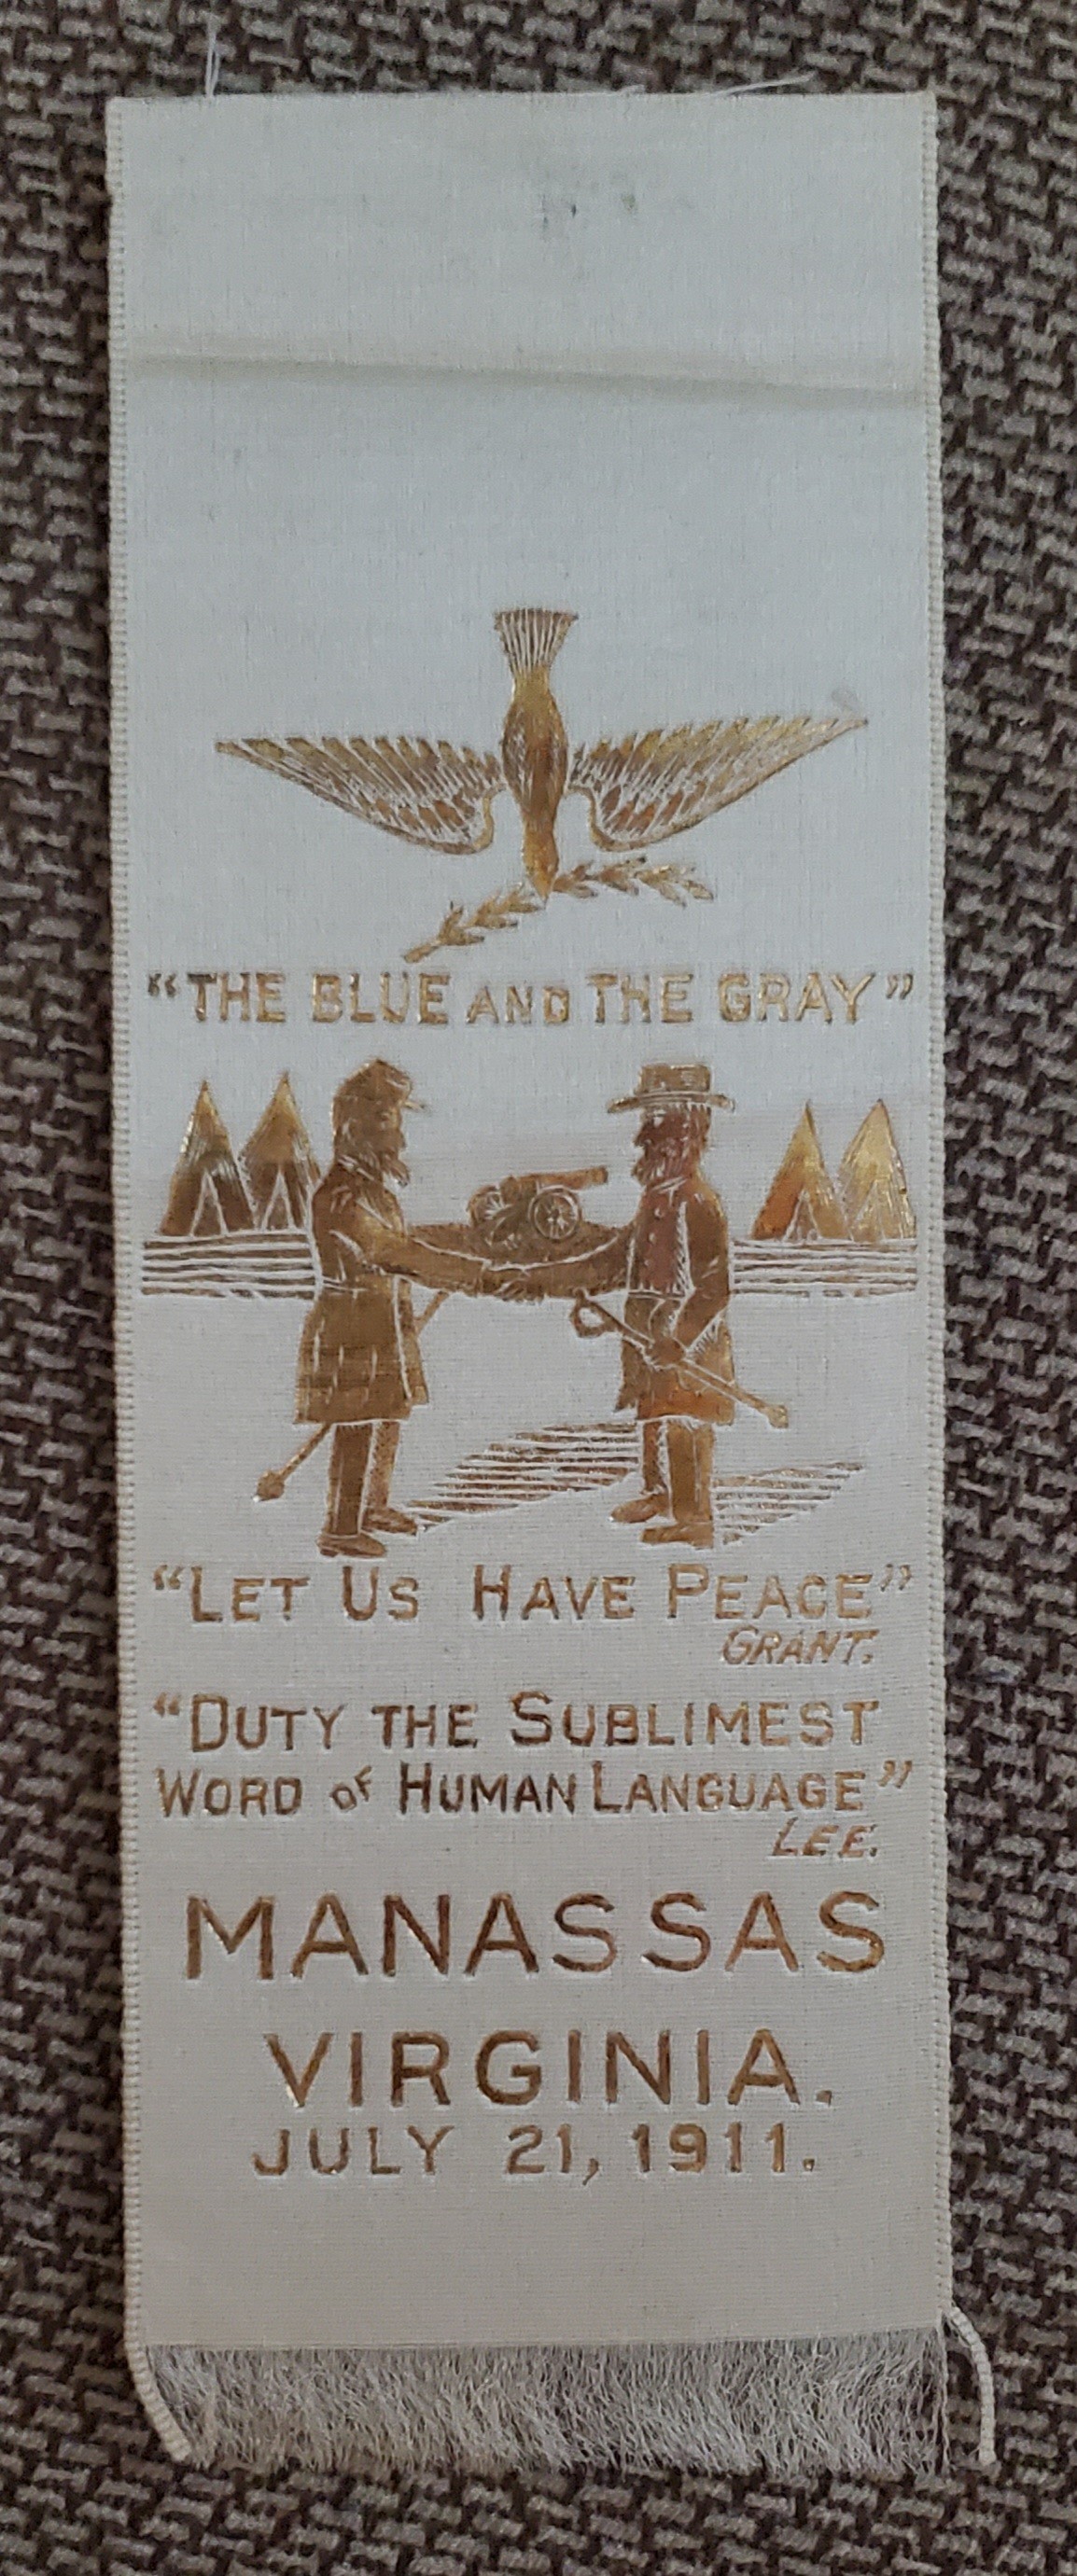 "THE BLUE AND THE GRAY"
"LET US HAVE PEACE"
GRANT.
"DUTY THE SUBLIMEST
WORD OF HUMAN LANGUAGE"
LEE.
MANASSAS
VIRGINIA.
JULY 21, 1911.